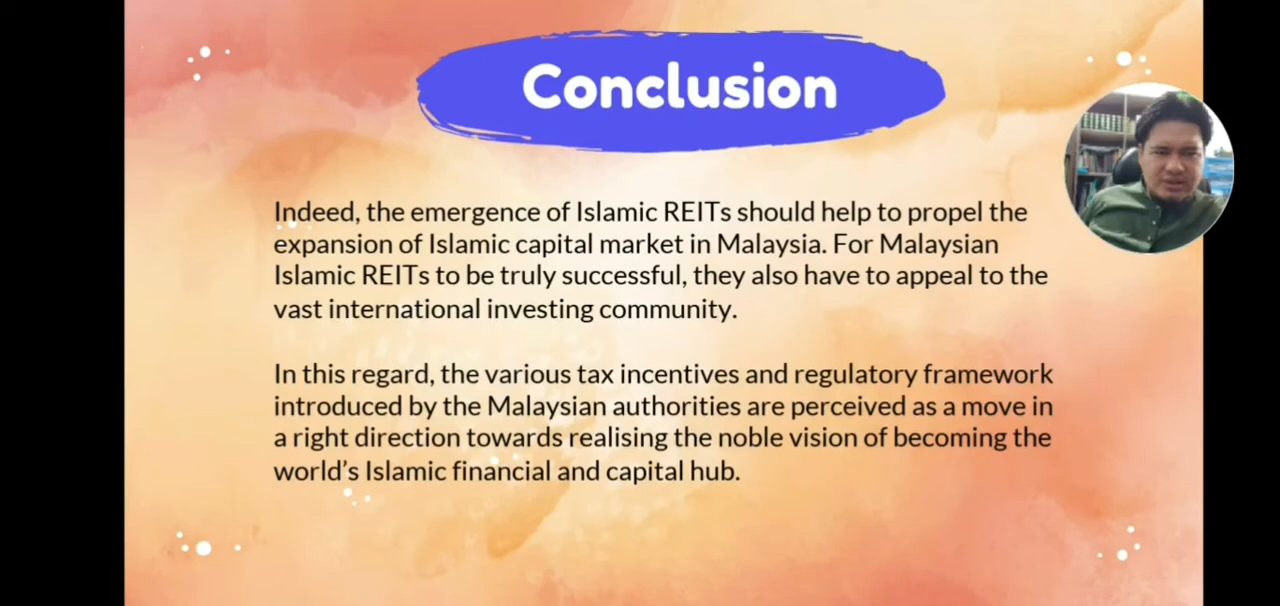 Conclusion
Indeed, the emergence of Islamic REITs should help to propel the
expansion of Islamic capital market in Malaysia. For Malaysian
Islamic REITs to be truly successful, they also have to appeal to the
vast international investing community.
In this regard, the various tax incentives and regulatory framework
introduced by the Malaysian authorities are perceived as a move in
a right direction towards realising the noble vision of becoming the
world’s Islamic financial and capital hub.